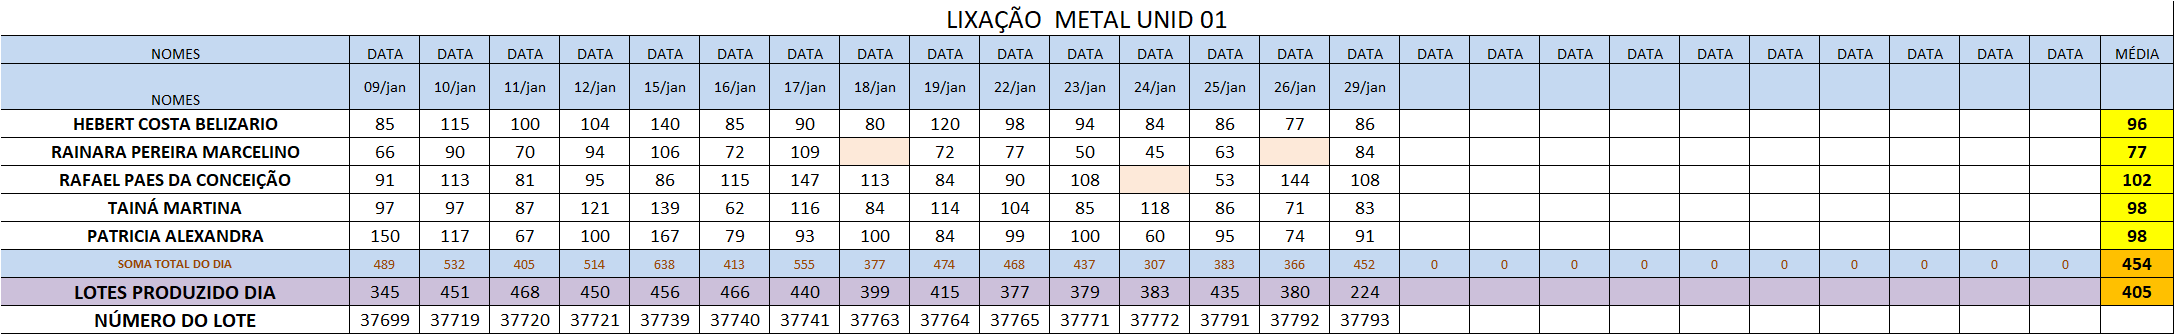 LIXAÇÃO METAL UNID 01
NOMES DATA DATA DATA DATA DATA DATA DATA DATA DATA DATA DATA DATA DATA DATA DATA DATA DATA DATA DATA DATA DATA DATA DATA DATA DATA MÉDIA
NOMES 09/jan 10/jan 11/jan 12/jan 15/jan 16/jan 17/jan 18/jan 19/jan 22/jan 23/jan 24/jan 25/jan 26/jan 29/jan
HEBERT COSTA BELIZARIO 85 115 100 104 140 85 90 80 120 98 94 84 86 77 86 96
RAINARA PEREIRA MARCELINO 66 90 70 94 106 72 109 72 77 50 45 63 84 77
RAFAEL PAES DA CONCEIÇÃO 91 113 81 95 86 115 147 113 84 90 108 53 144 108 102
TAINÁ MARTINA 97 97 87 121 139 62 116 84 114 104 85 118 86 71 83 98
PATRICIA ALEXANDRA 150 117 67 100 167 79 93 100 84 99 100 60 95 74 91 98
SOMA TOTAL DO DIA 489 532 405 514 638 413 555 377 474 468 437 307 383 366 452 0 0 0 0 0 0 0 0 0 0 454
LOTES PRODUZIDO DIA 345 451 468 450 456 466 440 399 415 377 379 383 435 380 224 405
NÚMERO DO LOTE 37699 37719 37720 37721 37739 37740 37741 37763 37764 37765 37771 37772 37791 37792 37793